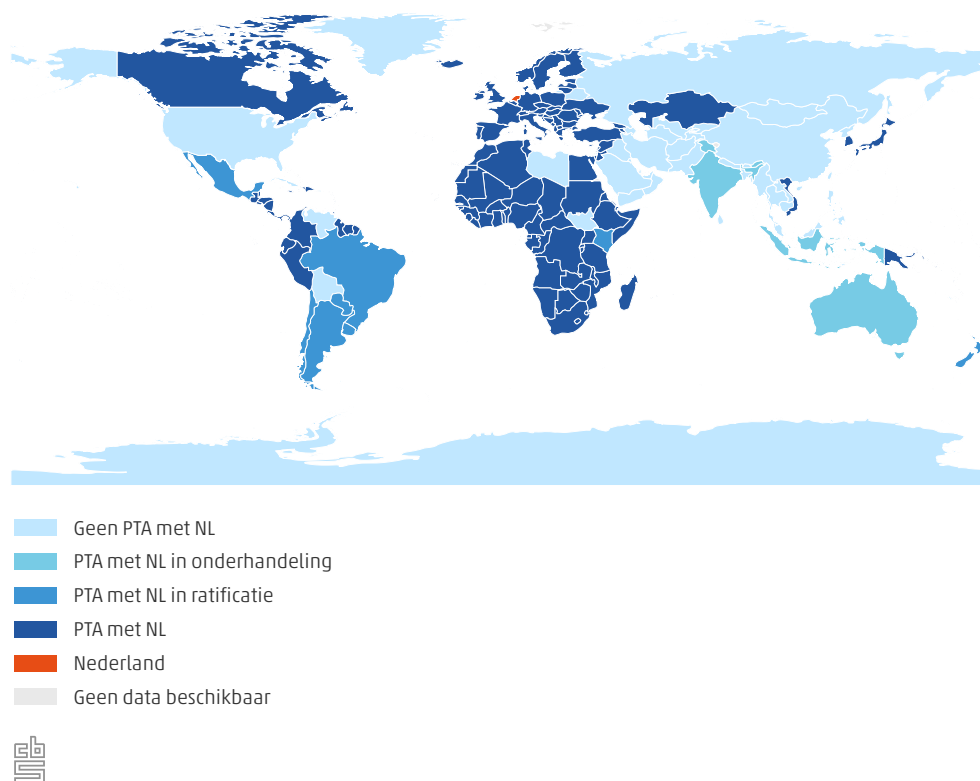 Geen PTA met NL
PTA met NL in onderhandeling
PTA met NL in ratificatie
PTA met NL
Nederland
Geen data beschikbaar